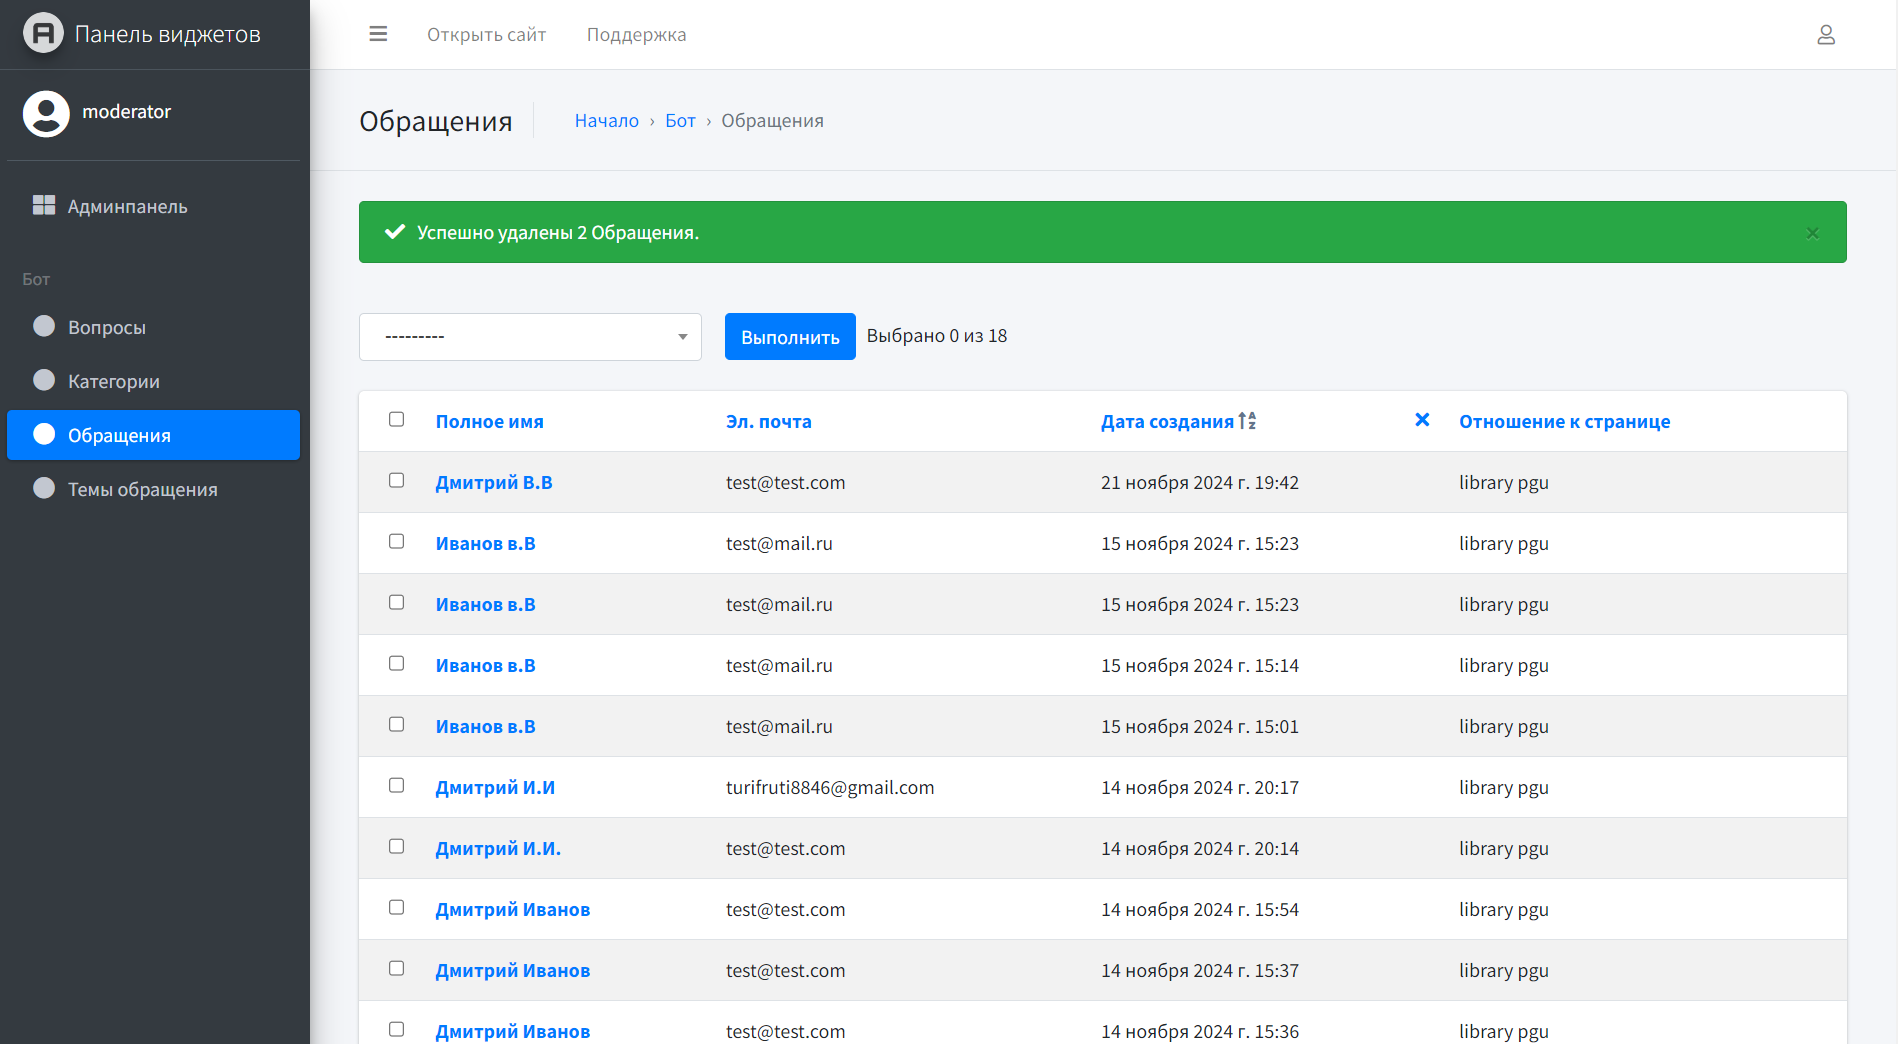 Панель виджетов
Открыть сайт
Поддержка
moderator
Админпанель
Бот
Вопросы
Категории
Обращения
Темы обращения
Обращения
Начало › Бот › Обращения
Успешно удалены 2 Обращения.
×
---------
Выполнить
Выбрано 0 из 18
Полное имя Эл. почта Дата создания Отношение к странице
Дмитрий В.В test@test.com 21 ноября 2024 г. 19:42 library pgu
Иванов в.В test@mail.ru 15 ноября 2024 г. 15:23 library pgu
Иванов в.В test@mail.ru 15 ноября 2024 г. 15:23 library pgu
Иванов в.В test@mail.ru 15 ноября 2024 г. 15:14 library pgu
Иванов в.В test@mail.ru 15 ноября 2024 г. 15:01 library pgu
Дмитрий И.И turifruti8846@gmail.com 14 ноября 2024 г. 20:17 library pgu
Дмитрий И.И. test@test.com 14 ноября 2024 г. 20:14 library pgu
Дмитрий Иванов test@test.com 14 ноября 2024 г. 15:54 library pgu
Дмитрий Иванов test@test.com 14 ноября 2024 г. 15:37 library pgu
Дмитрий Иванов test@test.com 14 ноября 2024 г. 15:36 library pgu